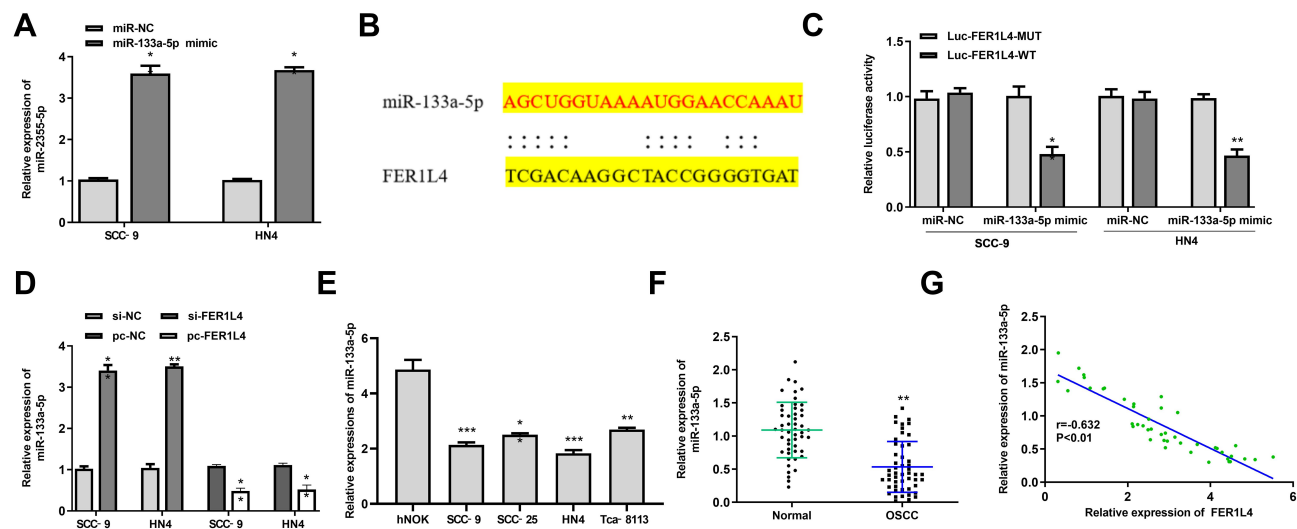 A
miR-NC
miR-133a-5p mimic
Relative expression of
miR-2355-5p
4
3
2
1
0
*
*
SCC- 9
HN4
B
miR-133a-5p
AGCUGGUAAAAUGGAACCAAAU
: : : : :
: : : :
: : :
FER1L4
TCGACAAGGCTACCGGGGTGAT
C
Luc-FER1L4-MUT
Luc-FER1L4-WT
Relative luciferase activity
1.5
1.0
0.5
0.0
*
*
**
miR-NC
miR-133a-5p mimic
miR-NC
miR-133a-5p mimic
SCC-9
HN4
D
si-NC
si-FER1L4
pc-NC
pc-FER1L4
Relative expression of
miR-133a-5p
4
3
2
1
0
*
*
**
*
*
*
*
SCC- 9
HN4
SCC- 9
HN4
E
Relative expressions of miR-133a-5p
6
4
2
0
***
*
*
***
**
hNOK
SCC- 9
SCC- 25
HN4
Tca- 8113
F
Relative expression of
miR-133a-5p
2.5
2.0
1.5
1.0
0.5
0.0
**
Normal
OSCC
G
Relative expression of miR-133a-5p
2.5
2.0
1.5
1.0
0.5
0.0
r=-0.632
P<0.01
0
2
4
6
Relative expression of FER1L4